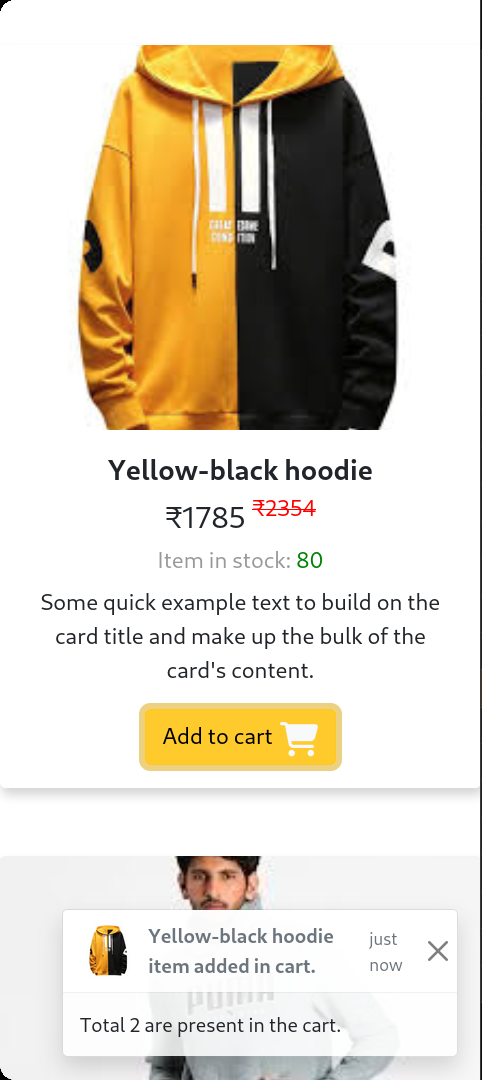 Yellow-black hoodie
₹1785 ₹2354
Item in stock: 80
Some quick example text to build on the
card title and make up the bulk of the
card's content.
Add to cart
Yellow-black hoodie
item added in cart.
just
now
PUMA
Total 2 are present in the cart.